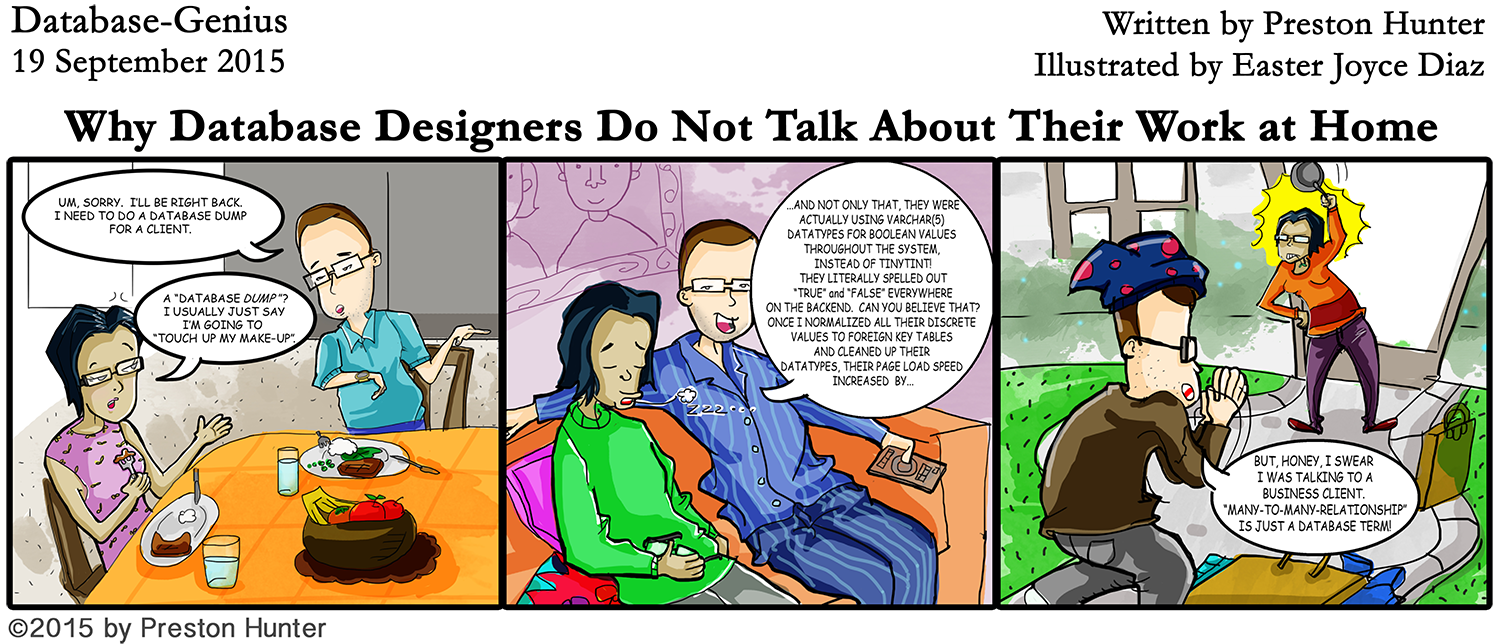 Database-Genius
19 September 2015
Written by Preston Hunter
Illustrated by Easter Joyce Diaz
Why Database Designers Do Not Talk About Their Work at Home
UM, SORRY. I'LL BE RIGHT BACK.
I NEED TO DO A DATABASE DUMP
FOR A CLIENT.
A "DATABASE DUMP"?
I USUALLY JUST SAY
I'M GOING TO
"TOUCH UP MY MAKE-UP".
...AND NOT ONLY THAT, THEY WERE
ACTUALLY USING VARCHAR(5)
DATATYPES FOR BOOLEAN VALUES
THROUGHOUT THE SYSTEM,
INSTEAD OF TINYTINT!
THEY LITERALLY SPELLED OUT
"TRUE" and "FALSE" EVERYWHERE
ON THE BACKEND. CAN YOU BELIEVE THAT?
ONCE I NORMALIZED ALL THEIR DISCRETE
VALUES TO FOREIGN KEY TABLES
AND CLEANED UP THEIR
DATATYPES, THEIR PAGE LOAD SPEED
INCREASED BY...
ZZZ...
BUT, HONEY, I SWEAR
I WAS TALKING TO A
BUSINESS CLIENT.
"MANY-TO-MANY-RELATIONSHIP"
IS JUST A DATABASE TERM!
©2015 by Preston Hunter